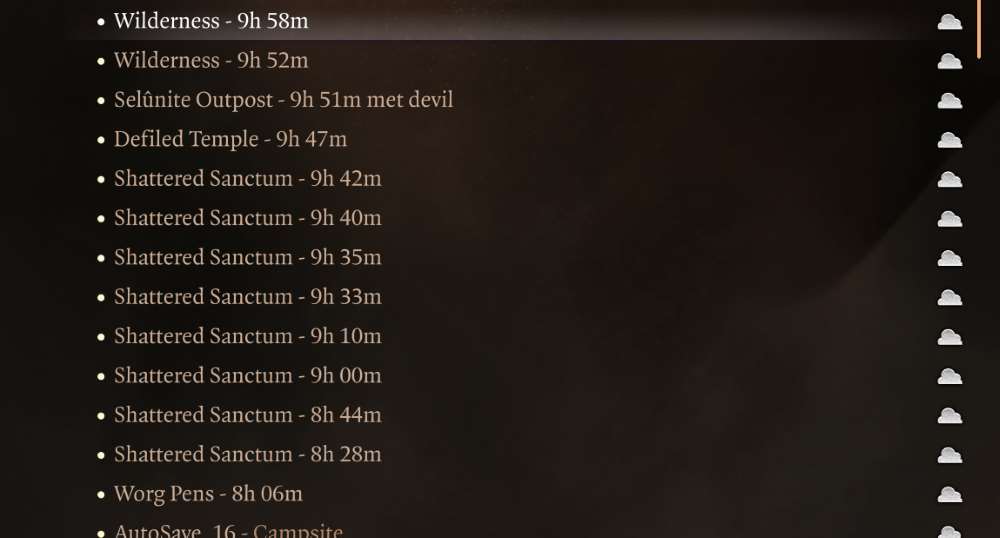 Wilderness - 9h 58m
Wilderness - 9h 52m
Selûnite Outpost - 9h 51m met devil
Defiled Temple - 9h 47m
Shattered Sanctum - 9h 42m
Shattered Sanctum - 9h 40m
Shattered Sanctum - 9h 35m
Shattered Sanctum - 9h 33m
Shattered Sanctum - 9h 10m
Shattered Sanctum - 9h 00m
Shattered Sanctum - 8h 44m
Shattered Sanctum - 8h 28m
Worg Pens - 8h 06m
AutoSave_16 - Campsite